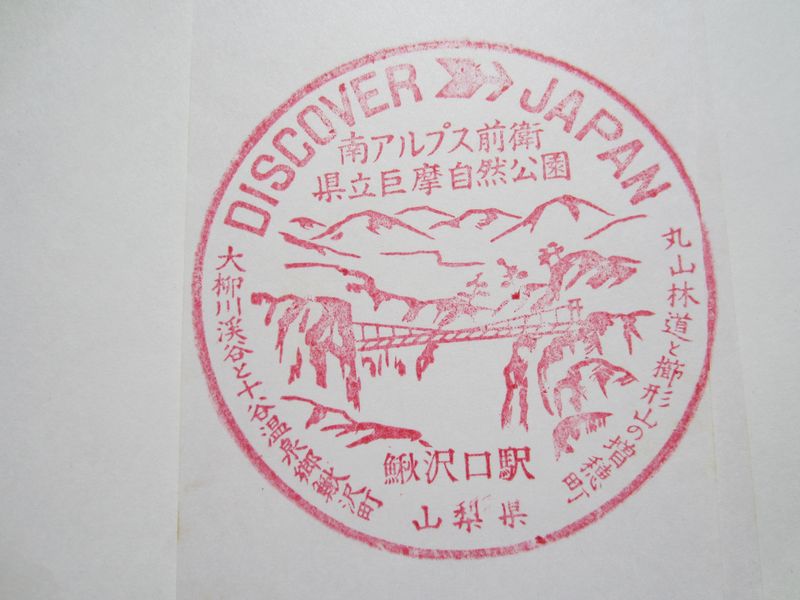 DISCOVER JAPAN
南アルプス前衛
県立巨摩自然公園
大柳川渓谷と十谷温泉郷鰍沢町
丸山林道と櫛形山の増穂町
鰍沢口駅
山梨県